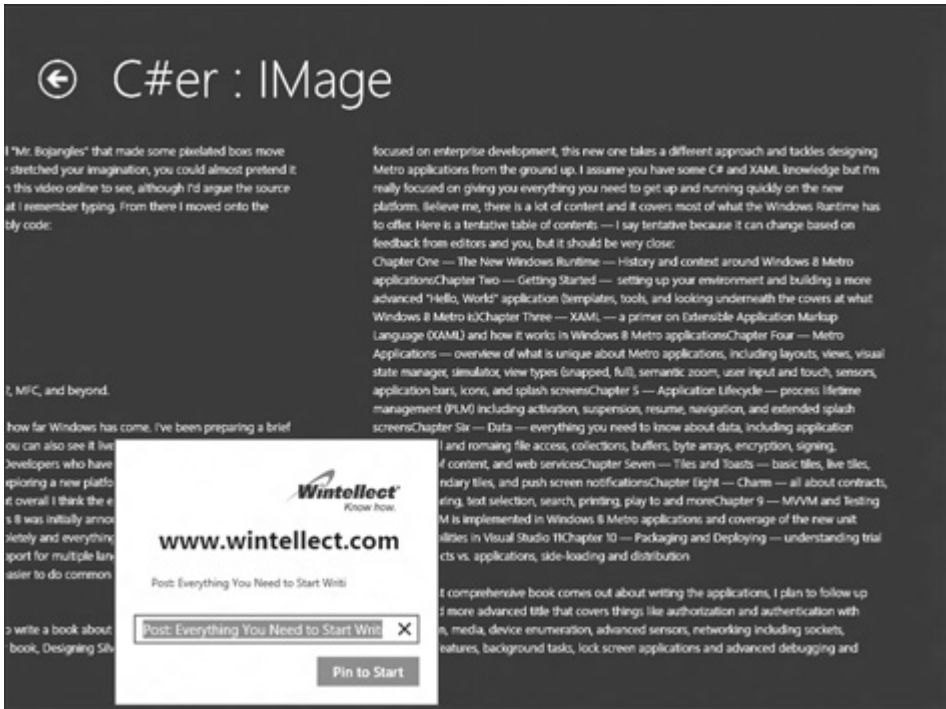 C#er : IMage
l "Mr. Bojangles" that made some pixelated boxs move
stretched your imagination, you could almost pretend it
this video online to see, although I'd argue the source
at I remember typing. From there I moved onto the
bly code:
, MFC, and beyond.
how far Windows has come. I've been preparing a brief
ou can also see it live
Developers who have
xploring a new platfo
t overall I think the e
s 8 was initially anno
letely and everything
port for multiple lan
asier to do common
o write a book about
book, Designing Silv
focused on enterprise development, this new one takes a different approach and tackles designing
Metro applications from the ground up. I assume you have some C# and XAML knowledge but I'm
really focused on giving you everything you need to get up and running quickly on the new
platform. Believe me, there is a lot of content and it covers most of what the Windows Runtime has
to offer. Here is a tentative table of contents — I say tentative because it can change based on
feedback from editors and you, but it should be very close:
Chapter One — The New Windows Runtime — History and context around Windows 8 Metro
applicationsChapter Two — Getting Started — setting up your environment and building a more
advanced "Hello, World" application (templates, tools, and looking underneath the covers at what
Windows 8 Metro is)Chapter Three — XAML — a primer on Extensible Application Markup
Language (XAML) and how it works in Windows 8 Metro applicationsChapter Four — Metro
Applications — overview of what is unique about Metro applications, including layouts, views, visual
state manager, simulator, view types (snapped, full), semantic zoom, user input and touch, sensors,
application bars, icons, and splash screensChapter 5 — Application Lifecycle — process lifetime
management (PLM) including activation, suspension, resume, navigation, and extended splash
screensChapter Six — Data — everything you need to know about data, including application
l and romaing file access, collections, buffers, byte arrays, encryption, signing,
f content, and web servicesChapter Seven — Tiles and Toasts — basic tiles, live tiles,
ndary tiles, and push screen notificationsChapter Eight — Charm — all about contracts,
ing, text selection, search, printing, play to and moreChapter 9 — MVVM and Testing
M is implemented in Windows 8 Metro applications and coverage of the new unit
ilities in Visual Studio 11Chapter 10 — Packaging and Deploying — understanding trial
cts vs. applications, side-loading and distribution
t comprehensive book comes out about writing the applications, I plan to follow up
d more advanced title that covers things like authorization and authentication with
n, media, device enumeration, advanced sensors, networking including sockets,
eatures, background tasks, lock screen applications and advanced debugging and
Wintellect
Know how.
www.wintellect.com
Post: Everything You Need to Start Writi
Post: Everything You Need to Start Writi
Pin to Start